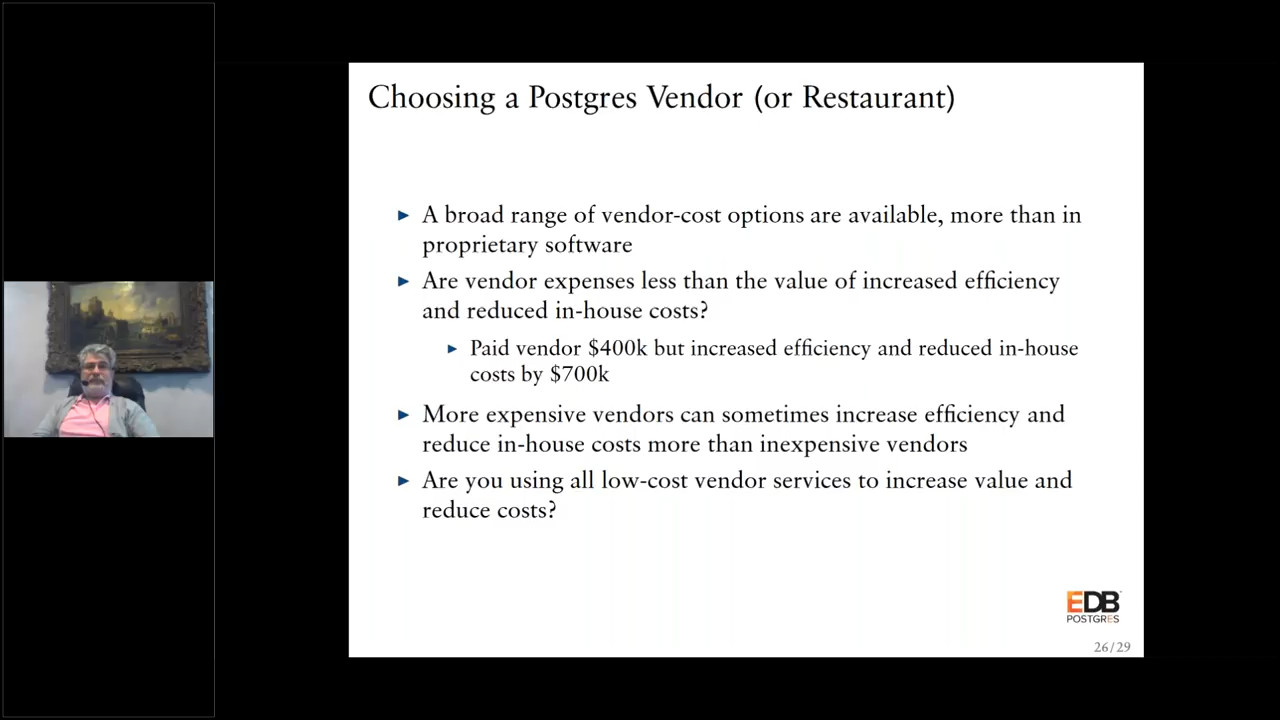 Choosing a Postgres Vendor (or Restaurant)
A broad range of vendor-cost options are available, more than in
proprietary software
Are vendor expenses less than the value of increased efficiency
and reduced in-house costs?
Paid vendor $400k but increased efficiency and reduced in-house
costs by $700k
More expensive vendors can sometimes increase efficiency and
reduce in-house costs more than inexpensive vendors
Are you using all low-cost vendor services to increase value and
reduce costs?
EDB
POSTGRES
26/29